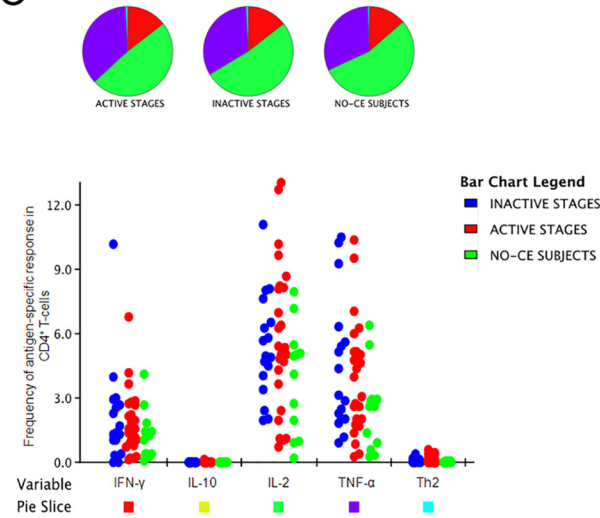 ACTIVE STAGES
INACTIVE STAGES
NO-CE SUBJECTS
Bar Chart Legend
INACTIVE STAGES
ACTIVE STAGES
NO-CE SUBJECTS
Frequency of antigen-specific response in
CD4⁺ T-cells
12.0
9.0
6.0
3.0
0.0
Variable IFN-γ IL-10 IL-2 TNF-α Th2
Pie Slice